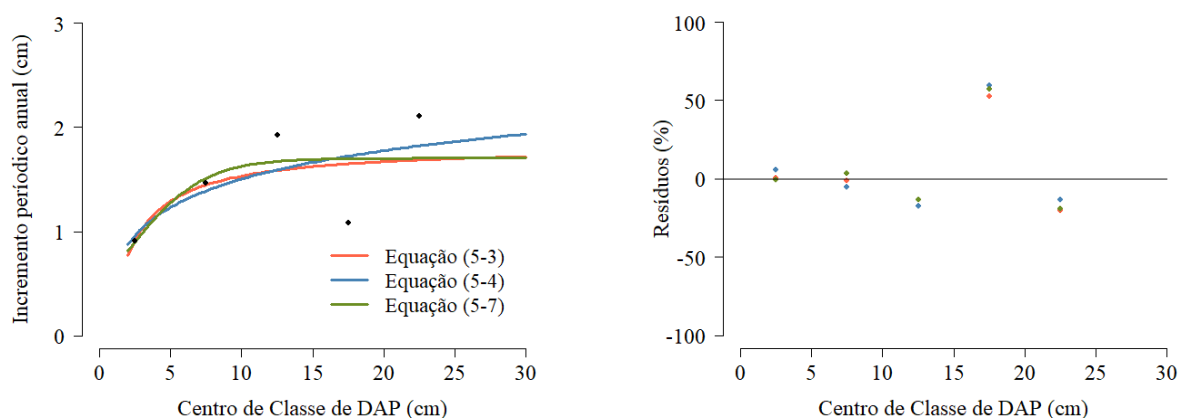 Incremento periódico anual (cm)
3
2
1
0
0 5 10 15 20 25 30
Centro de Classe de DAP (cm)
Equação (5-3)
Equação (5-4)
Equação (5-7)
Resíduos (%)
100
50
0
-50
-100
0 5 10 15 20 25 30
Centro de Classe de DAP (cm)